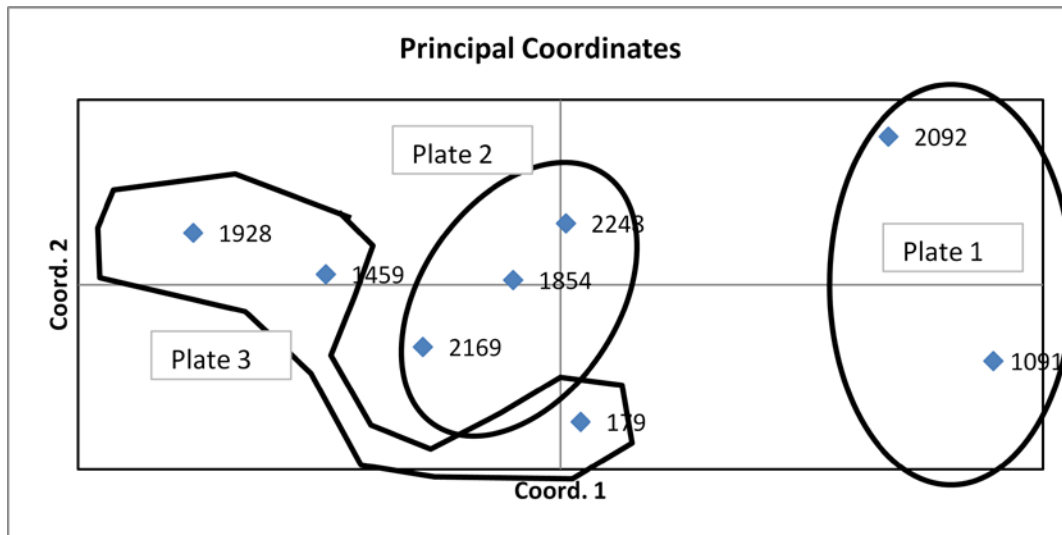 Principal Coordinates
2092
Plate 2
2248
1928
Plate 1
1459
1854
Coord. 2
2169
Plate 3
1091
179
Coord. 1